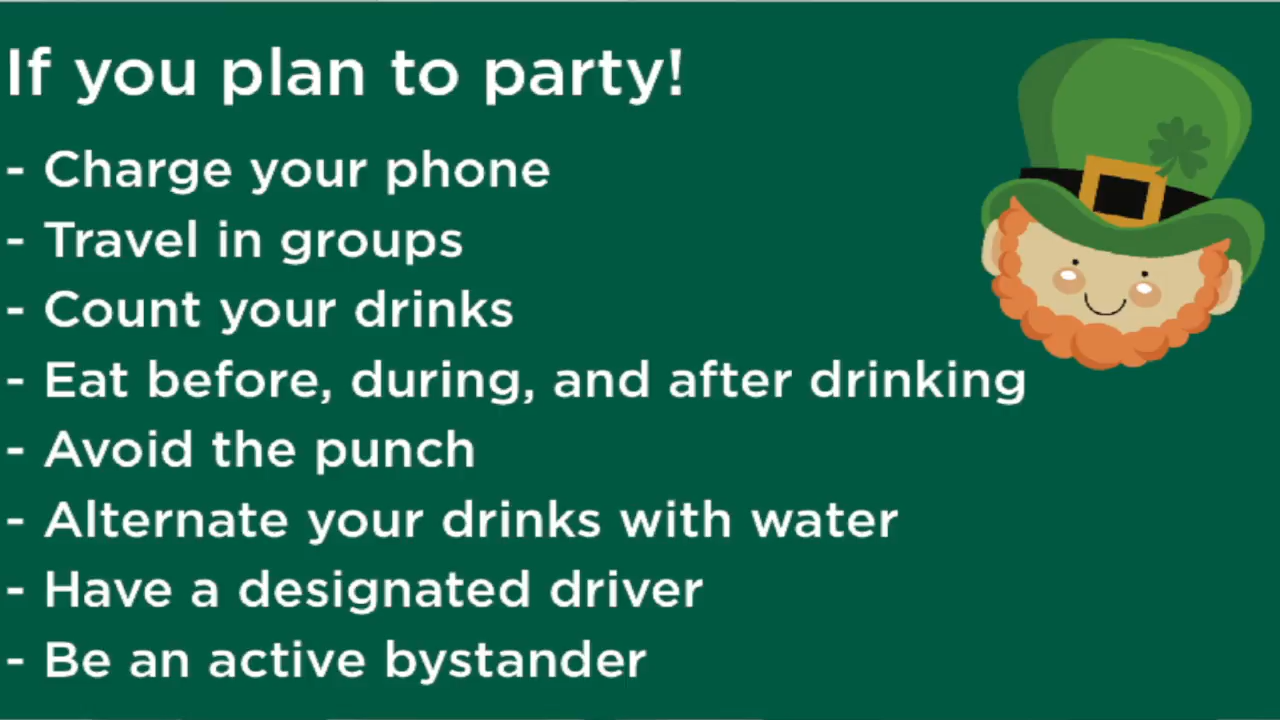 If you plan to party!
- Charge your phone
- Travel in groups
- Count your drinks
- Eat before, during, and after drinking
- Avoid the punch
- Alternate your drinks with water
- Have a designated driver
- Be an active bystander